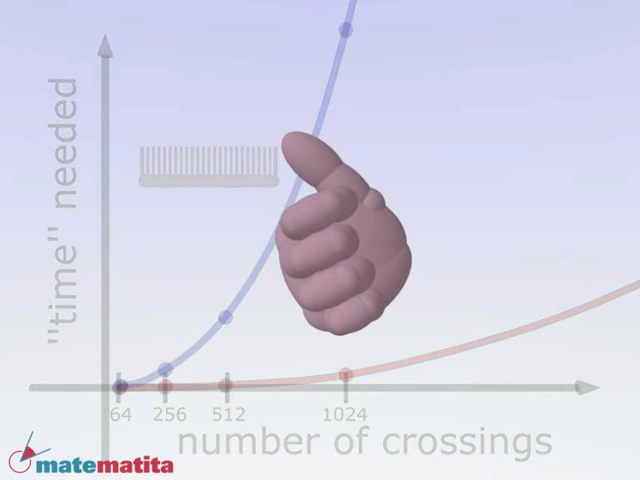 "time" needed
64 256 512 1024
number of crossings
matematita